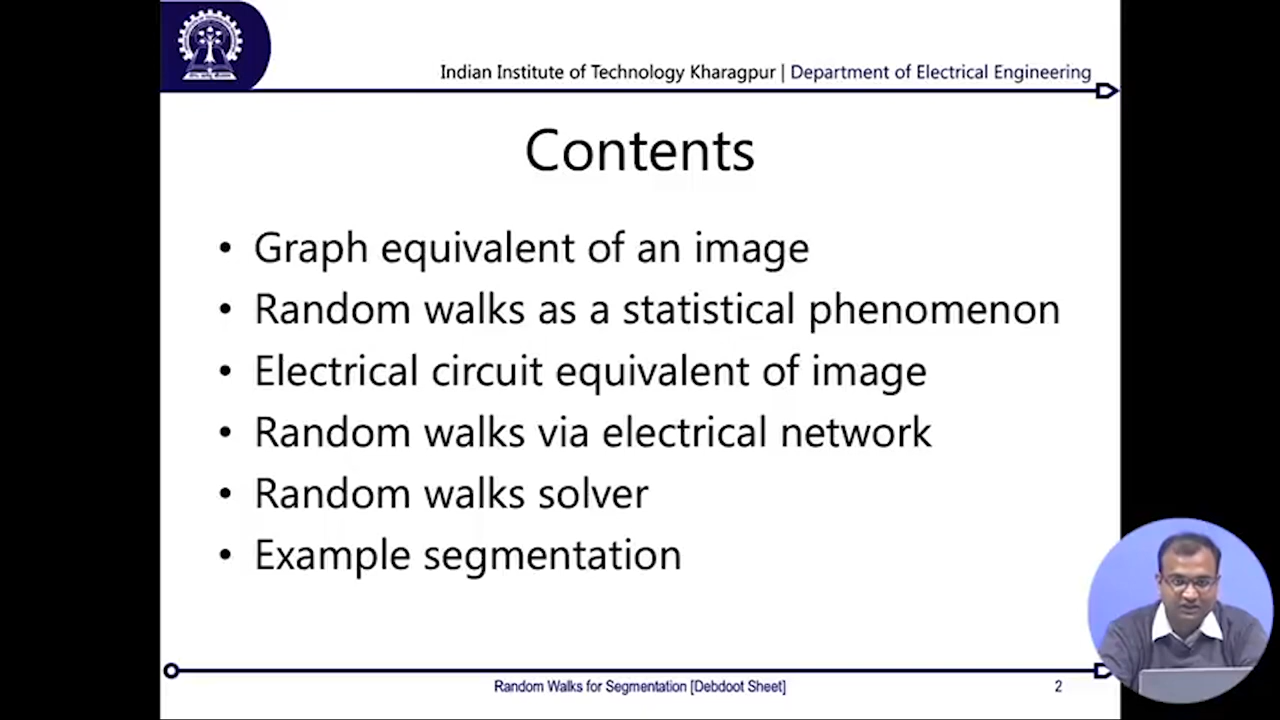 Indian Institute of Technology Kharagpur | Department of Electrical Engineering
Contents
• Graph equivalent of an image
• Random walks as a statistical phenomenon
• Electrical circuit equivalent of image
• Random walks via electrical network
• Random walks solver
• Example segmentation
Random Walks for Segmentation [Debdoot Sheet]
2